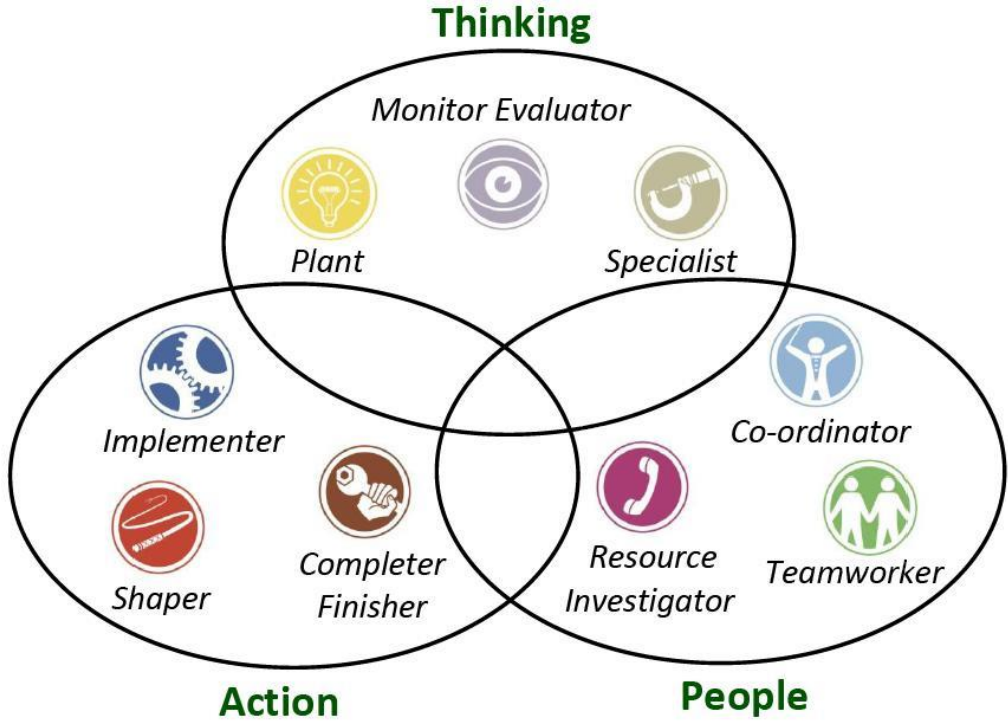 Thinking
Monitor Evaluator
Plant
Specialist
Implementer
Co-ordinator
Shaper
Completer
Finisher
Resource
Investigator
Teamworker
Action
People